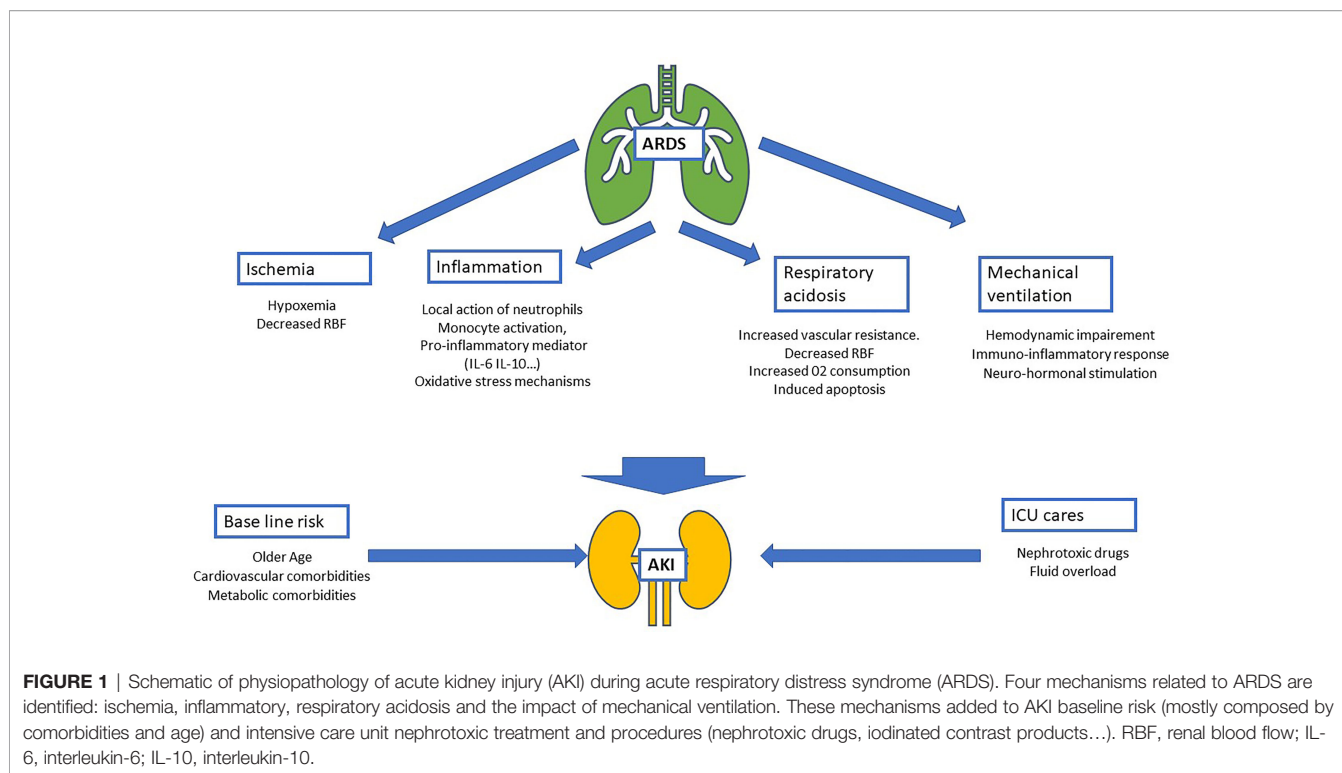 ARDS
Ischemia
Hypoxemia
Decreased RBF
Inflammation
Local action of neutrophils
Monocyte activation,
Pro-inflammatory mediator
(IL-6 IL-10...)
Oxidative stress mechanisms
Respiratory
acidosis
Increased vascular resistance.
Decreased RBF
Increased 02 consumption
Induced apoptosis
Mechanical
ventilation
Hemodynamic impairement
Immuno-inflammatory response
Neuro-hormonal stimulation
Base line risk
Older Age
Cardiovascular comorbidities
Metabolic comorbidities
AKI
ICU cares
Nephrotoxic drugs
Fluid overload
FIGURE 1 | Schematic of physiopathology of acute kidney injury (AKI) during acute respiratory distress syndrome (ARDS). Four mechanisms related to ARDS are
identified: ischemia, inflammatory, respiratory acidosis and the impact of mechanical ventilation. These mechanisms added to AKI baseline risk (mostly composed by
comorbidities and age) and intensive care unit nephrotoxic treatment and procedures (nephrotoxic drugs, iodinated contrast products…). RBF, renal blood flow; IL-
6, interleukin-6; IL-10, interleukin-10.